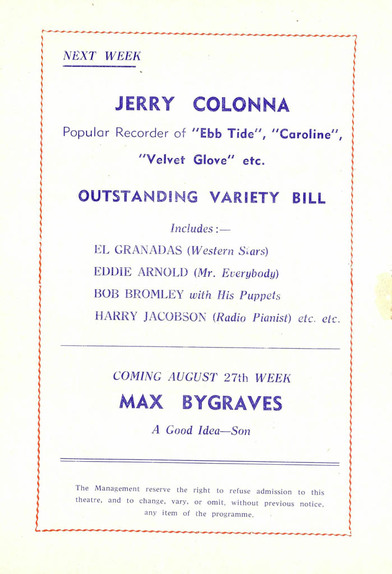 NEXT WEEK
JERRY COLONNA
Popular Recorder of "Ebb Tide", "Caroline",
"Velvet Glove" etc.
OUTSTANDING VARIETY BILL
Includes:—
EL GRANADAS (Western Stars)
EDDIE ARNOLD (Mr. Everybody)
BOB BROMLEY with His Puppets
HARRY JACOBSON (Radio Pianist) etc. etc.
COMING AUGUST 27th WEEK
MAX BYGRAVES
A Good Idea—Son
The Management reserve the right to refuse admission to this
theatre, and to change, vary, or omit, without previous notice,
any item of the programme.